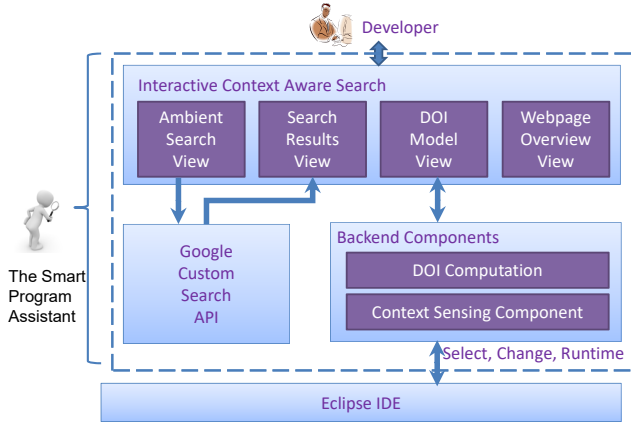 Developer
Interactive Context Aware Search
Ambient
Search
View
Search
Results
View
DOI
Model
View
Webpage
Overview
View
The Smart
Program
Assistant
Google
Custom
Search
API
Backend Components
DOI Computation
Context Sensing Component
Select, Change, Runtime
Eclipse IDE